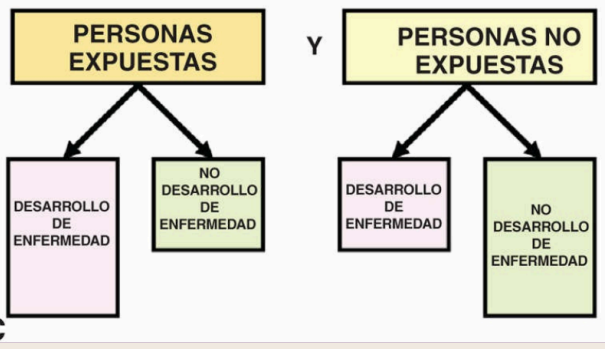 PERSONAS
EXPUESTAS
Y
PERSONAS NO
EXPUESTAS
DESARROLLO
DE
ENFERMEDAD
NO
DESARROLLO
DE
ENFERMEDAD
DESARROLLO
DE
ENFERMEDAD
NO
DESARROLLO
DE
ENFERMEDAD